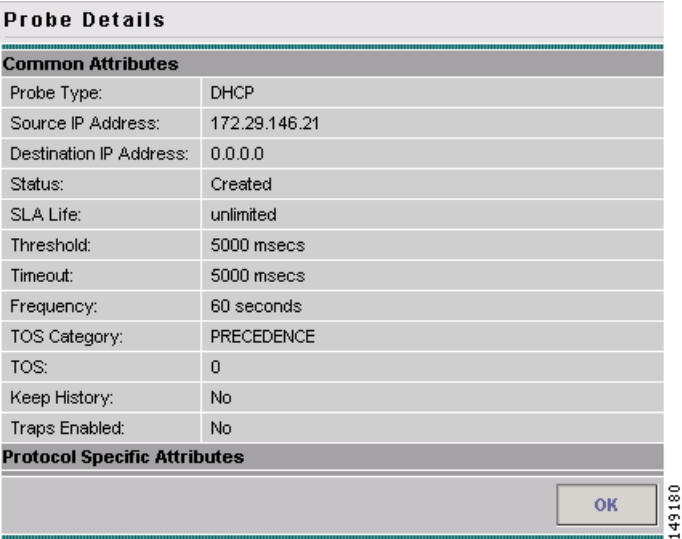 Probe Details
Common Attributes
Probe Type: DHCP
Source IP Address: 172.29.146.21
Destination IP Address: 0.0.0.0
Status: Created
SLA Life: unlimited
Threshold: 5000 msecs
Timeout: 5000 msecs
Frequency: 60 seconds
TOS Category: PRECEDENCE
TOS: 0
Keep History: No
Traps Enabled: No
Protocol Specific Attributes
OK
149180